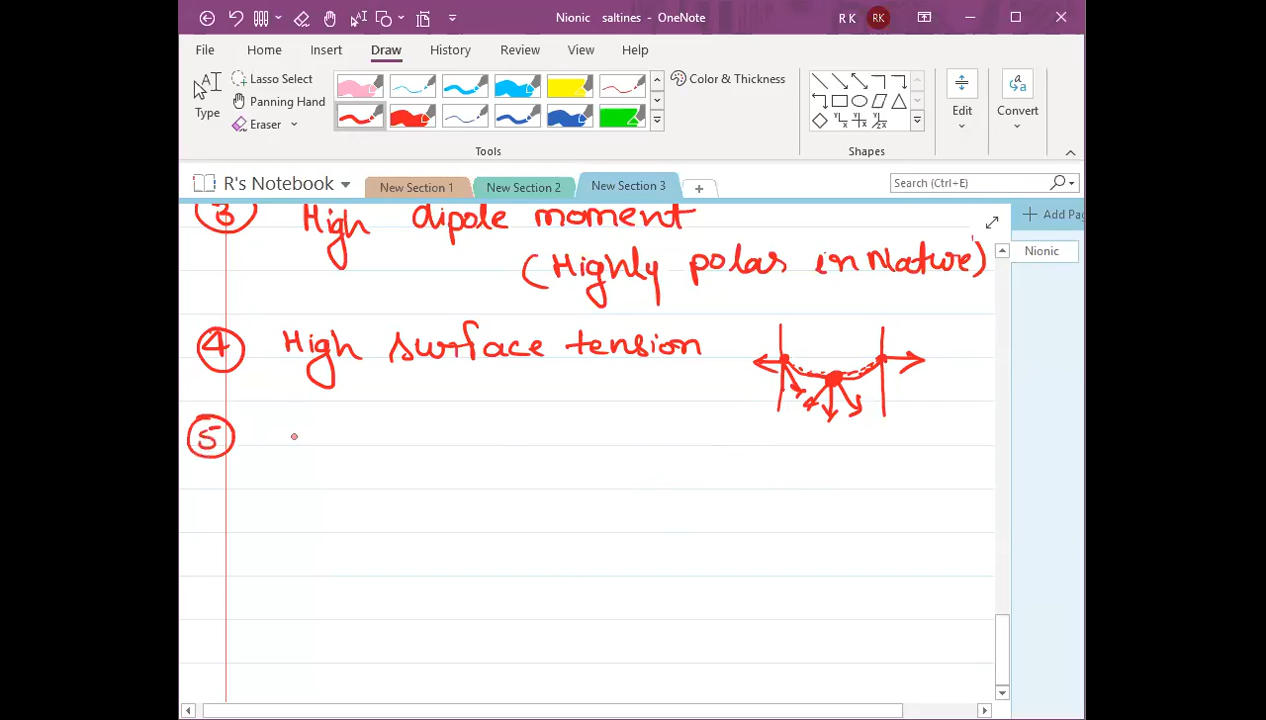 Nionic saltines - OneNote
R K
RK
File Home Insert Draw History Review View Help
Type
Lasso Select
Panning Hand
Eraser
Color & Thickness
Edit
Convert
Tools
Shapes
R's Notebook
New Section 1
New Section 2
New Section 3
Search (Ctrl+E)
Add Pag
Nionic
3 High dipole moment
(Highly polar in Nature)
4 High surface tension
5